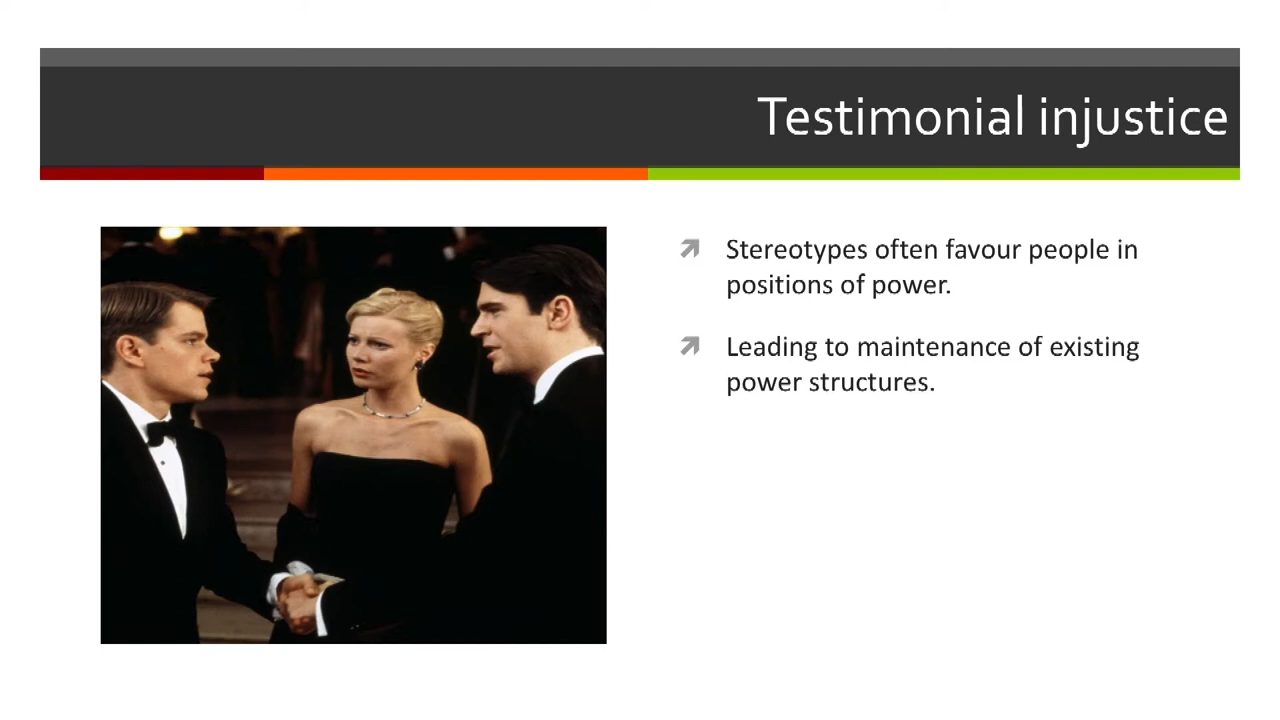 Testimonial injustice
Stereotypes often favour people in
positions of power.
Leading to maintenance of existing
power structures.